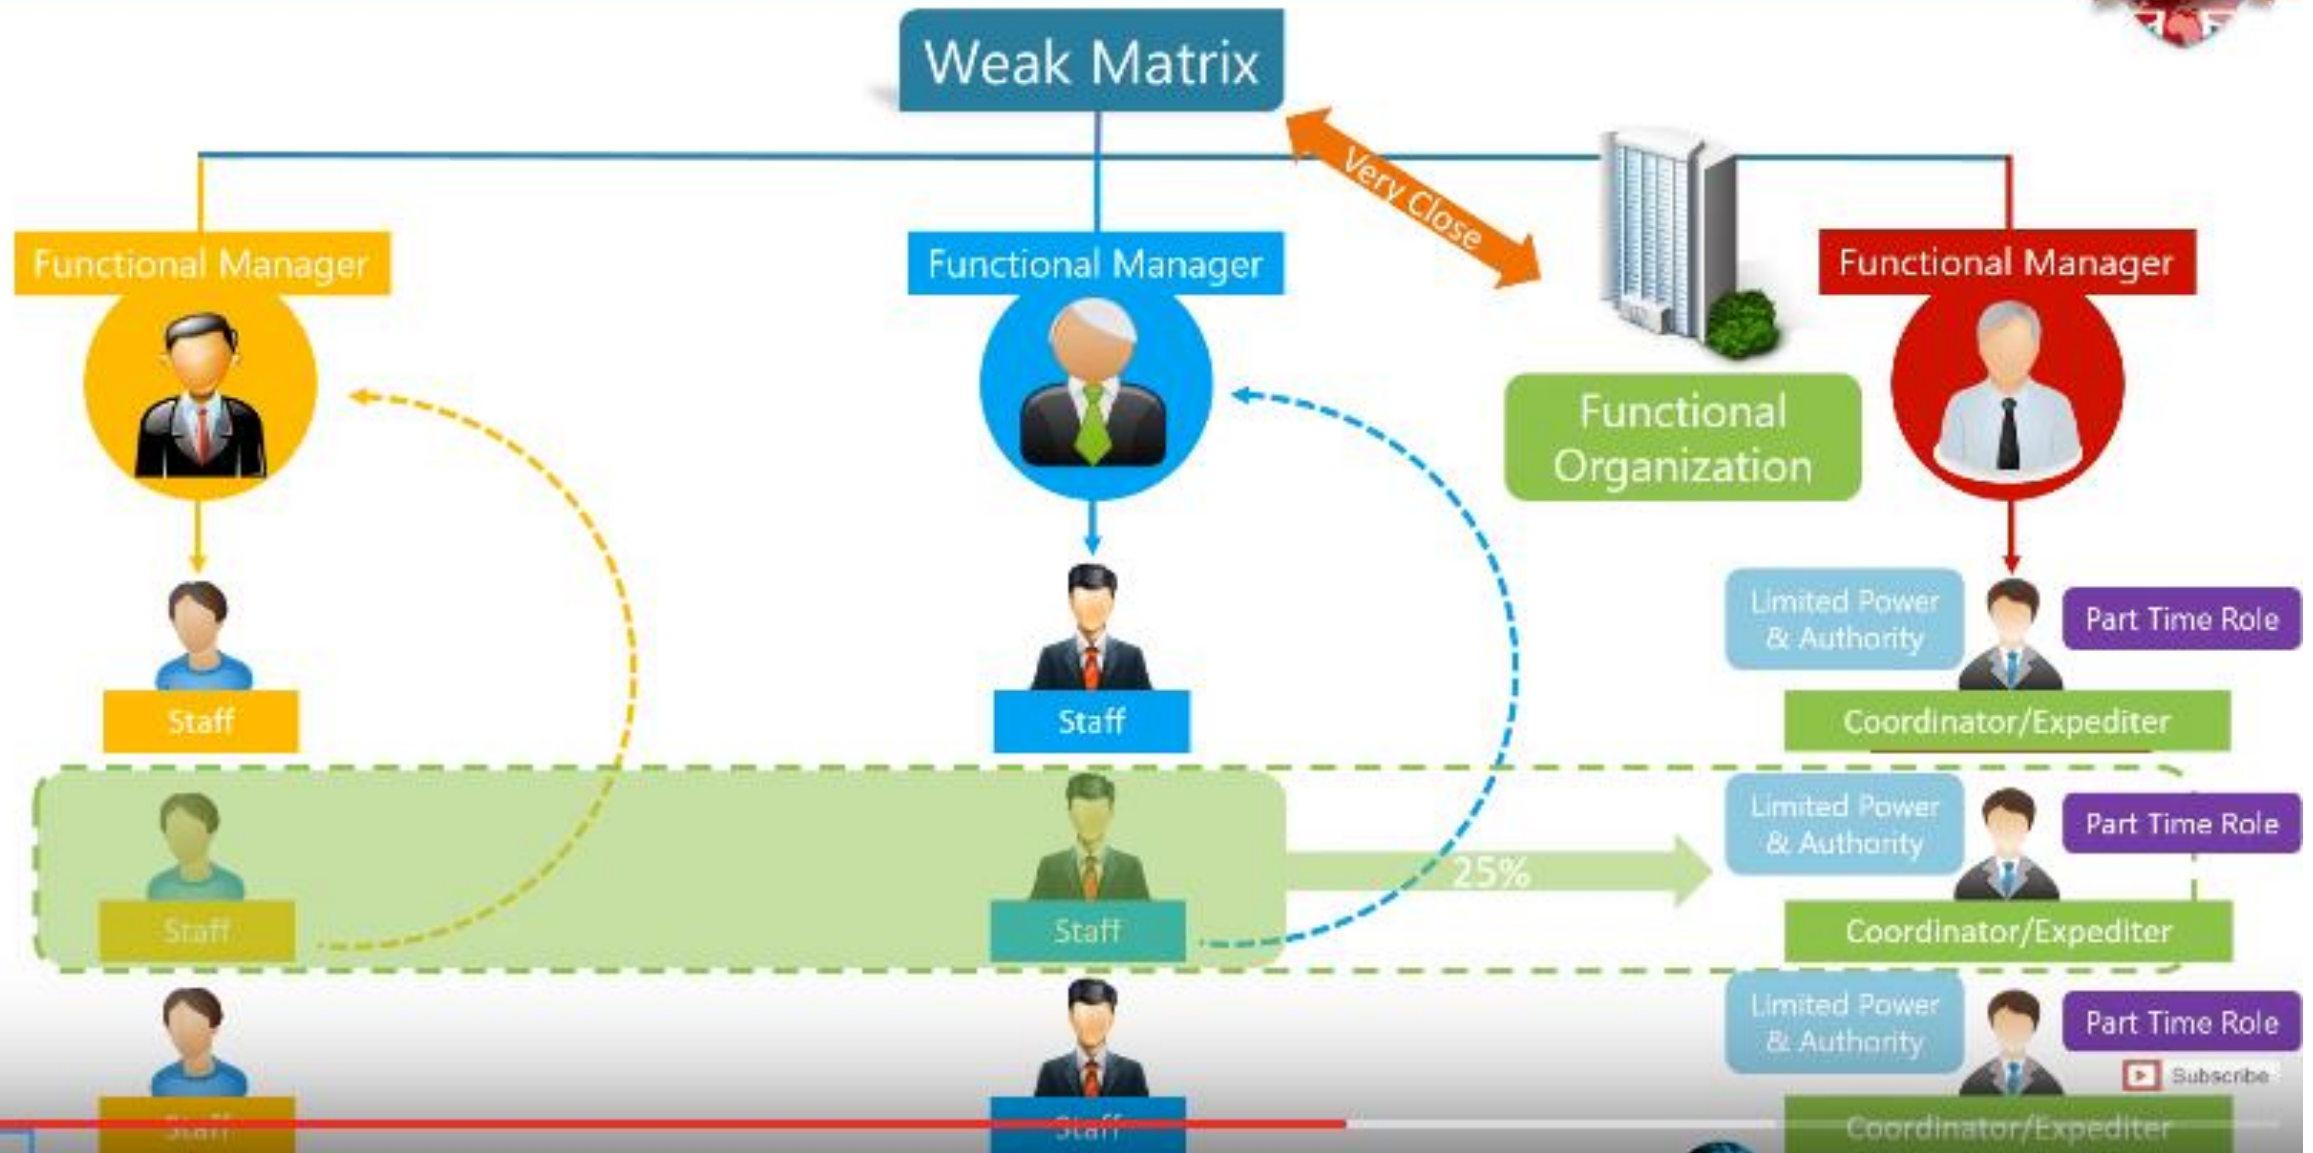 Weak Matrix
Very Close
Functional Manager
Functional Manager
Functional Manager
Functional
Organization
Limited Power
& Authority
Part Time Role
Staff
Staff
Coordinator/Expediter
Limited Power
& Authority
Part Time Role
25%
Staff
Staff
Coordinator/Expediter
Limited Power
& Authority
Part Time Role
Subscribe
Staff
Staff
Coordinator/Expediter